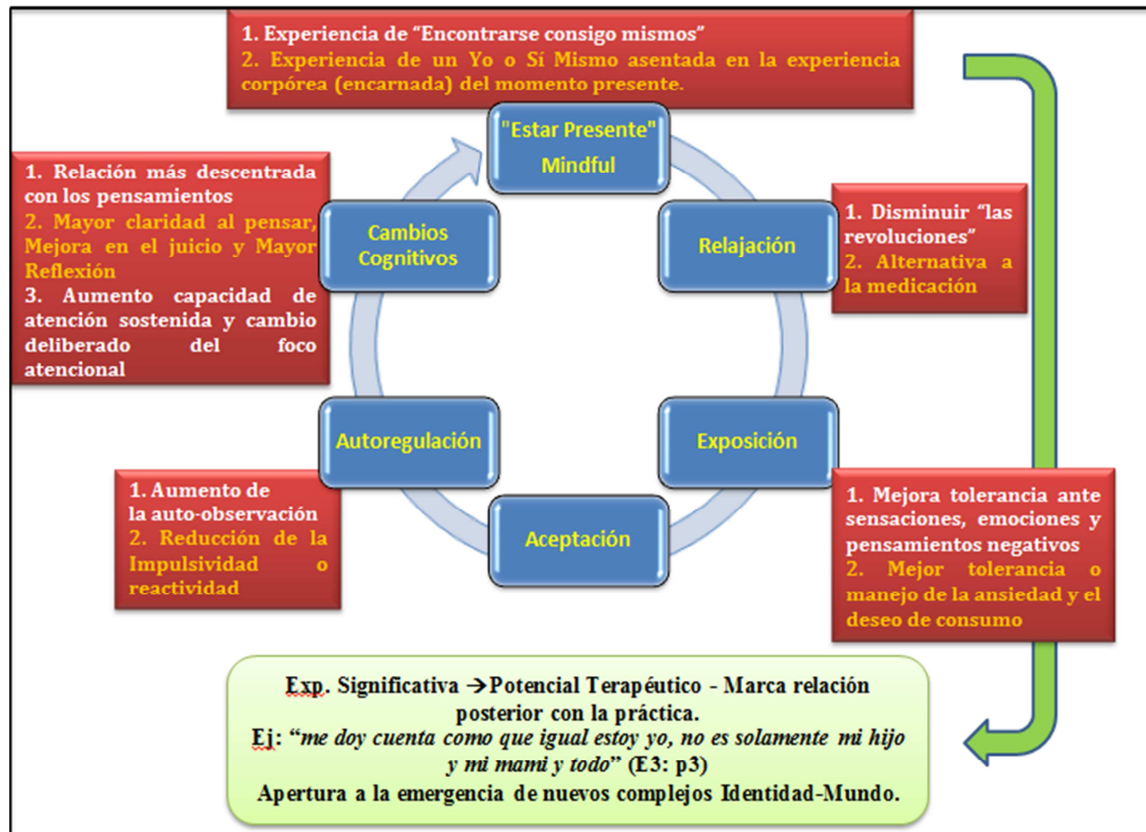 1. Experiencia de “Encontrarse consigo mismos”
2. Experiencia de un Yo o Sí Mismo asentada en la experiencia
corpórea (encarnada) del momento presente.
"Estar Presente"
Mindful
1. Relación más descentrada
con los pensamientos
2. Mayor claridad al pensar,
Mejora en el juicio y Mayor
Reflexión
3. Aumento capacidad de
atención sostenida y cambio
deliberado del foco
atencional
Cambios
Cognitivos
Relajación
1. Disminuir “las
revoluciones”
2. Alternativa a
la medicación
Autoregulación
Exposición
1. Aumento de
la auto-observación
2. Reducción de la
Impulsividad o
reactividad
Aceptación
1. Mejora tolerancia ante
sensaciones, emociones y
pensamientos negativos
2. Mejor tolerancia o
manejo de la ansiedad y el
deseo de consumo
Exp. Significativa →Potencial Terapéutico - Marca relación
posterior con la práctica.
Ej: “me doy cuenta como que igual estoy yo, no es solamente mi hijo
y mi mami y todo” (E3: p3)
Apertura a la emergencia de nuevos complejos Identidad-Mundo.